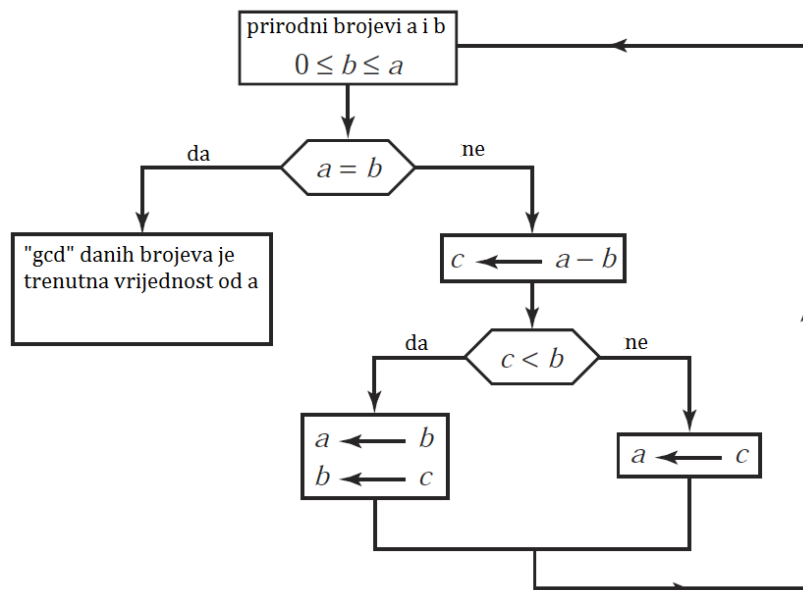 prirodni brojevi a i b
0 ≤ b ≤ a
da
a = b
ne
"gcd" danih brojeva je
trenutna vrijednost od a
c ← a − b
da
c < b
ne
a ← b
b ← c
a ← c